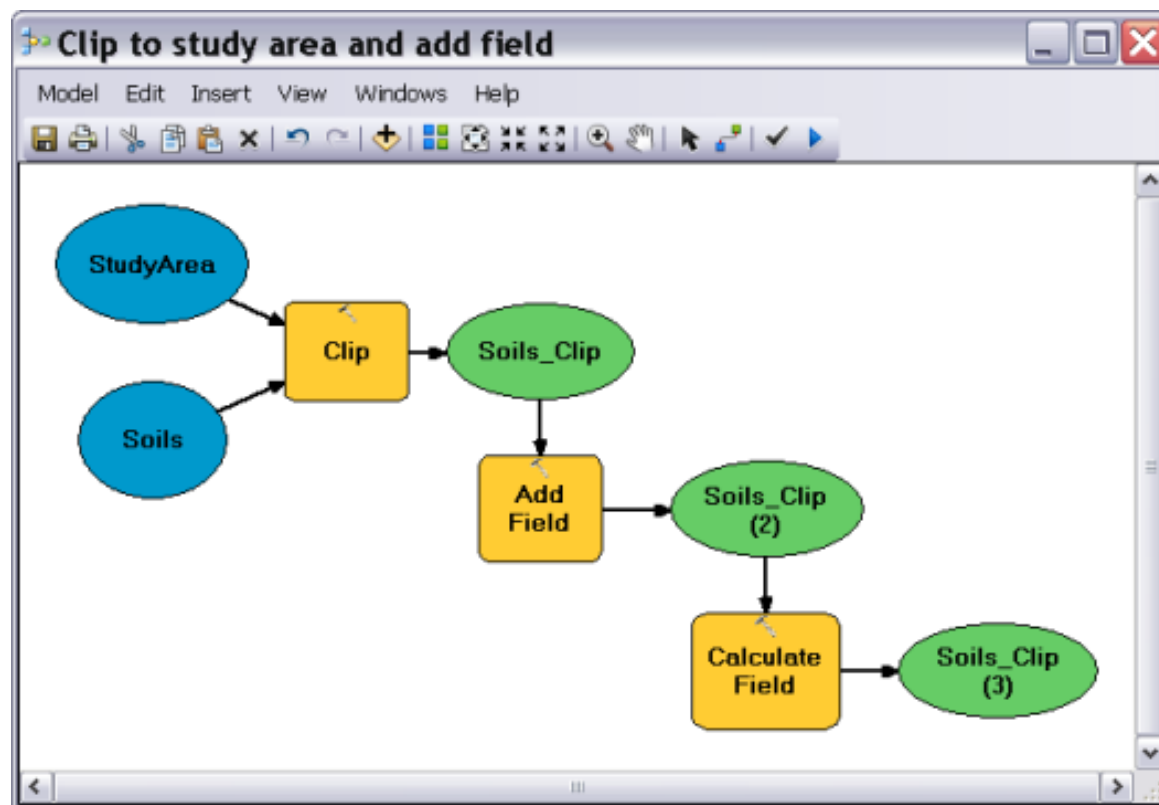 Clip to study area and add field
Model Edit Insert View Windows Help
StudyArea
Soils
Clip
Soils_Clip
Add
Field
Soils_Clip
(2)
Calculate
Field
Soils_Clip
(3)